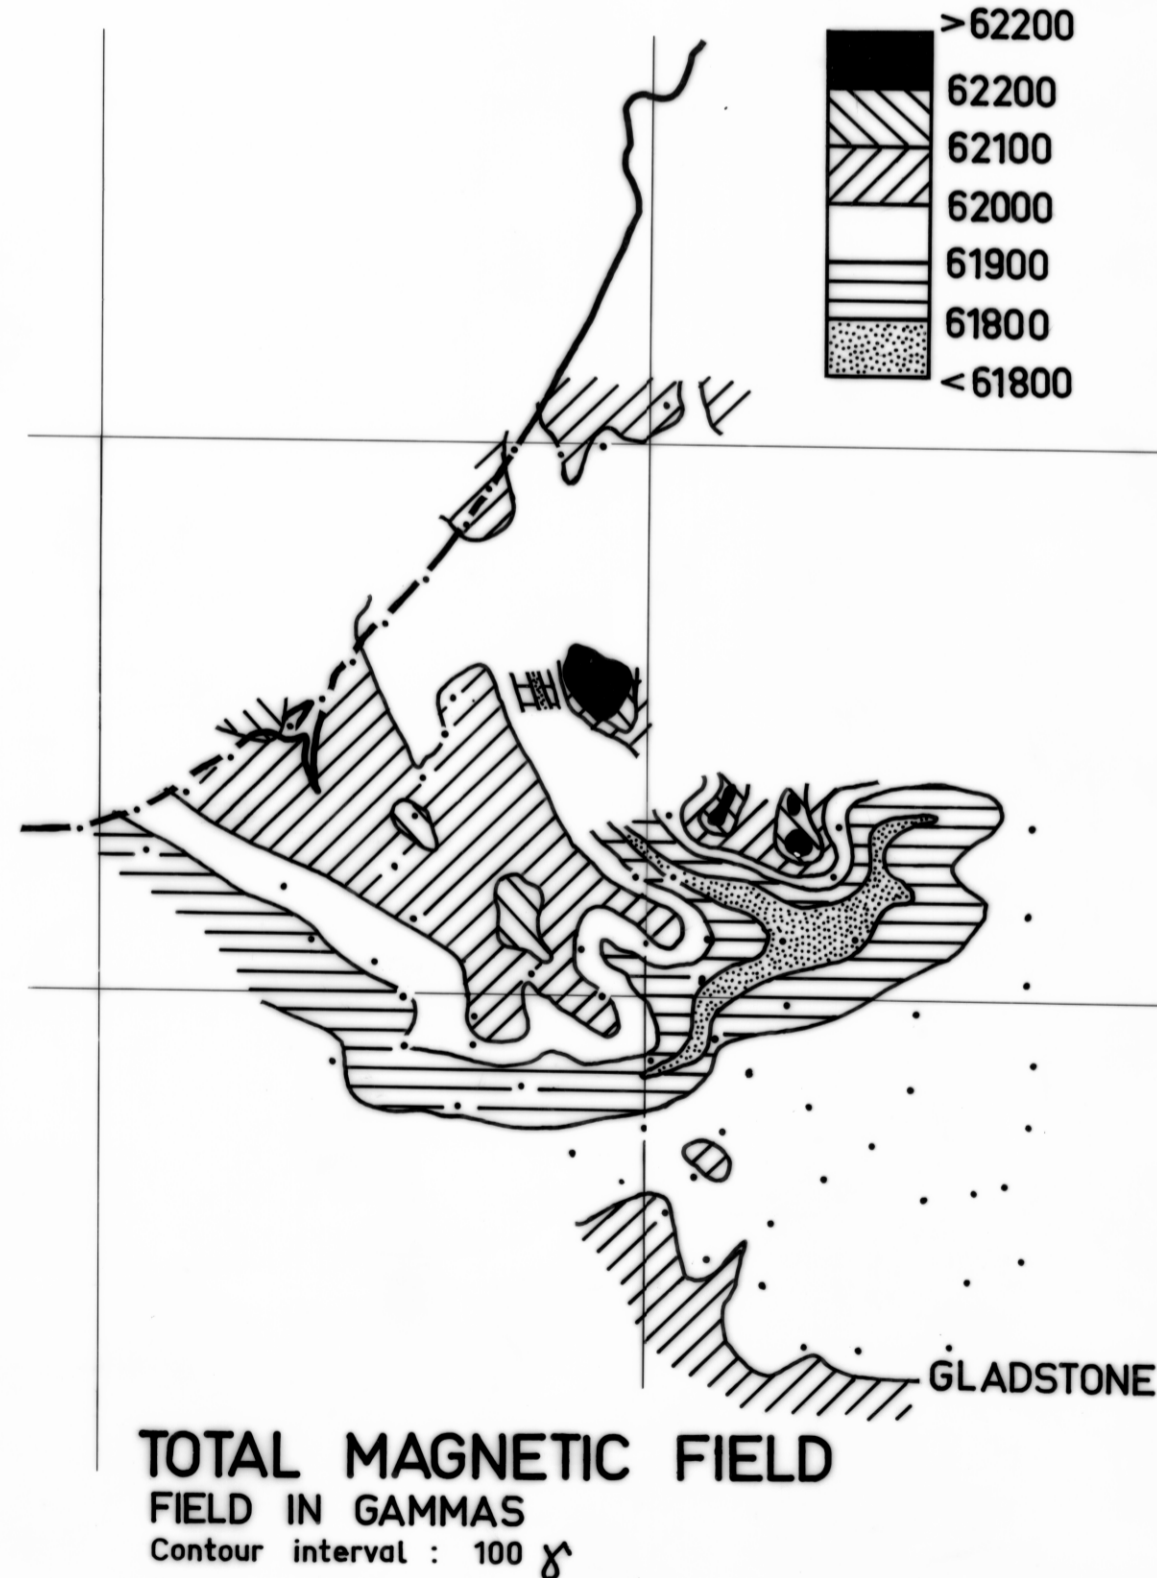 >62200
62200
62100
62000
61900
61800
<61800
GLADSTONE
TOTAL MAGNETIC FIELD
FIELD IN GAMMAS
Contour interval : 100 γ